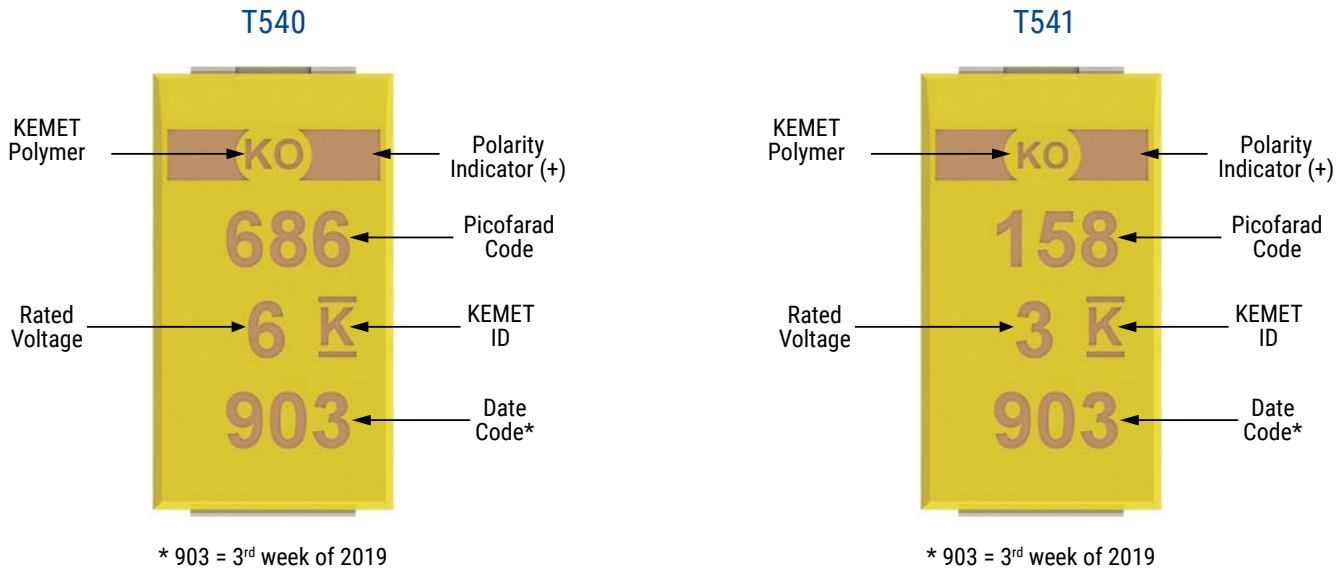 T540
KEMET
Polymer
KO
Polarity
Indicator (+)
686
Picofarad
Code
Rated
Voltage
6 K
KEMET
ID
903
Date
Code*
* 903 = 3rd week of 2019
T541
KEMET
Polymer
KO
Polarity
Indicator (+)
158
Picofarad
Code
Rated
Voltage
3 K
KEMET
ID
903
Date
Code*
* 903 = 3rd week of 2019